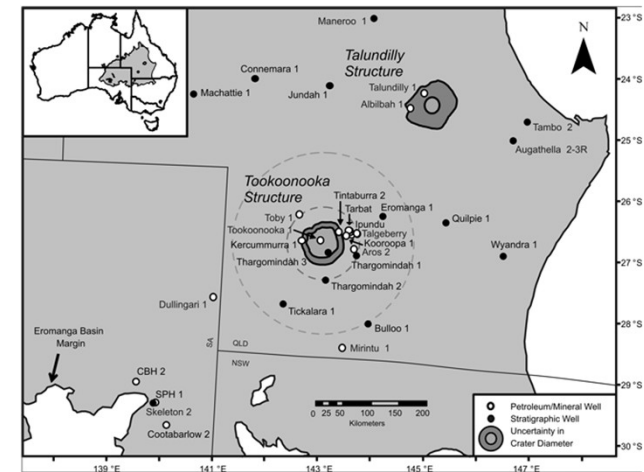 Maneroo 1
23°S
N
Talundilly
Structure
Connemara 1
Talundilly 1
24°S
Machattie 1
Jundah 1
Albilbah 1
Tambo 2
25°S
Augathella 2-3R
Tookoonooka
Structure
Tintaburra 2
Tarbat
26°S
Toby 1
Ipundu
Eromanga 1
Tookoonooka 1
Talgeberry
Quilpie 1
Kercummurra 1
Kooroopa 1
Aros 2
Wyandra 1
27°S
Thargomindah 3
Thargomindah 1
Thargomindah 2
Dullingari 1
Tickalara 1
Bulloo 1
28°S
Eromanga Basin
Margin
SA
QLD
NSW
Mirintu 1
CBH 2
29°S
SPH 1
Skeleton 2
Cootabarlow 2
0 25 50 100 150 200
Kilometers
Petroleum/Mineral Well
Stratigraphic Well
Uncertainty in
Crater Diameter
30°S
139 °E
141 °E
143 °E
145 °E
147 °E